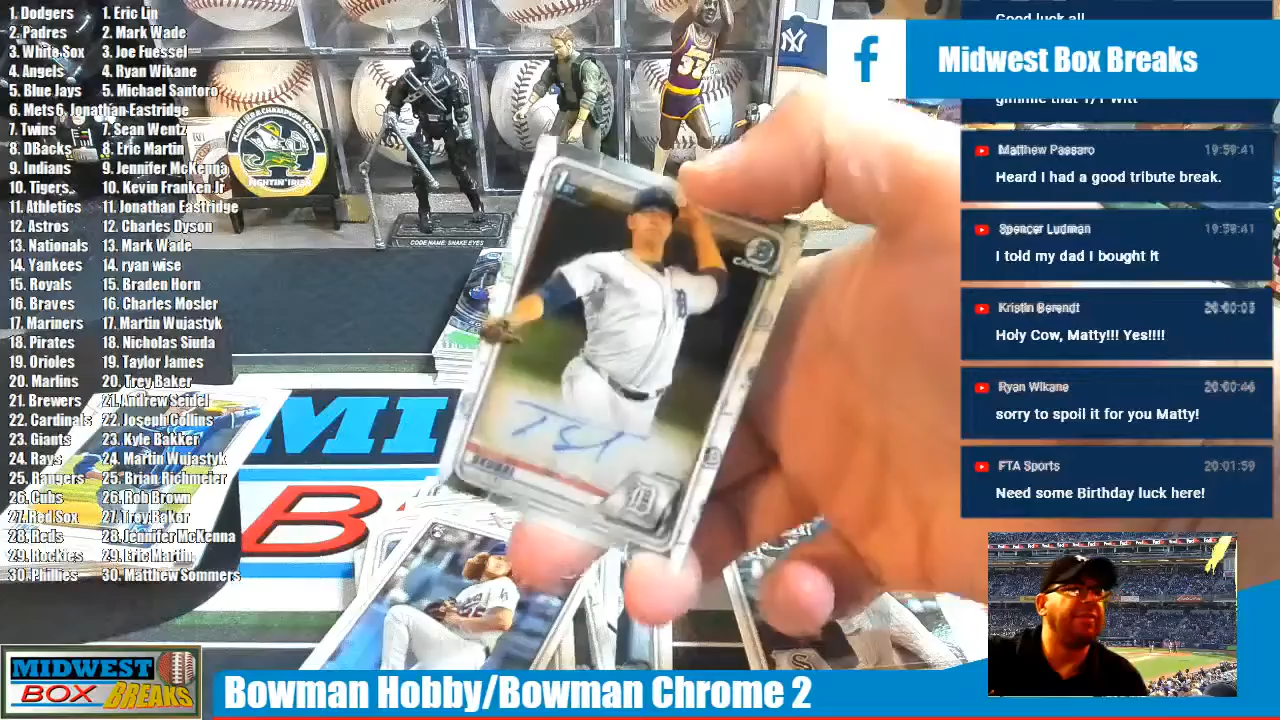 1. Dodgers 1. Eric Lin
2. Padres 2. Mark Wade
3. White Sox 3. Joe Fuessel
4. Angels 4. Ryan Wikane
5. Blue Jays 5. Michael Santoro
6. Mets 6. Jonathan Eastridge
7. Twins 7. Sean Wentz
8. DBacks 8. Eric Martin
9. Indians 9. Jennifer McKenna
10. Tigers 10. Kevin Franken Jr
11. Athletics 11. Jonathan Eastridge
12. Astros 12. Charles Dyson
13. Nationals 13. Mark Wade
14. Yankees 14. ryan wise
15. Royals 15. Braden Horn
16. Braves 16. Charles Mosler
17. Mariners 17. Martin Wujastyk
18. Pirates 18. Nicholas Siuda
19. Orioles 19. Taylor James
20. Marlins 20. Trey Baker
21. Brewers 21. Andrew Seidel
22. Cardinals 22. Joseph Collins
23. Giants 23. Kyle Bakker
24. Rays 24. Martin Wujastyk
25. Rangers 25. Brian Richmeier
26. Cubs 26. Rob Brown
27. Red Sox 27. Trey Baker
28. Reds 28. Jennifer McKenna
29. Rockies 29. Eric Martin
30. Phillies 30. Matthew Sommers
FIGHTIN' IRISH
CODE NAME: SNAKE EYES
32
1st
SKUBAL
MI
B
Midwest Box Breaks
Good luck all
gimmie that 1/1 Witt
Matthew Passaro 19:59:41
Heard I had a good tribute break.
Spencer Ludman 19:59:41
I told my dad I bought it
Kristin Berendt 20:00:03
Holy Cow, Matty!!! Yes!!!!
Ryan Wikane 20:00:46
sorry to spoil it for you Matty!
FTA Sports 20:01:59
Need some Birthday luck here!
MIDWEST
BOX BREAKS
Bowman Hobby/Bowman Chrome 2